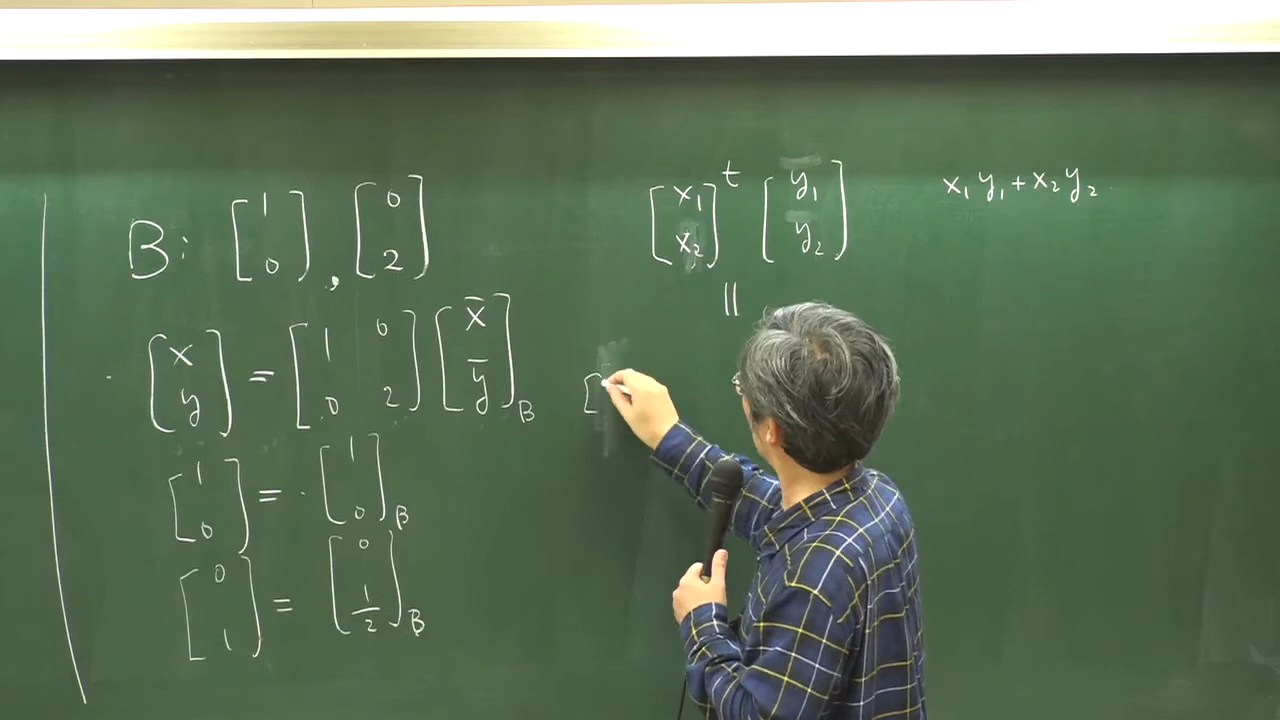 B: [1 0], [0 2]
[x y] = [1 0 0 2] [x̄ ȳ]B
[1 0] = [1 0]B
[0 1] = [0 1/2]B
[x₁ x₂]ᵗ [y₁ y₂]
x₁y₁+x₂y₂
||
[